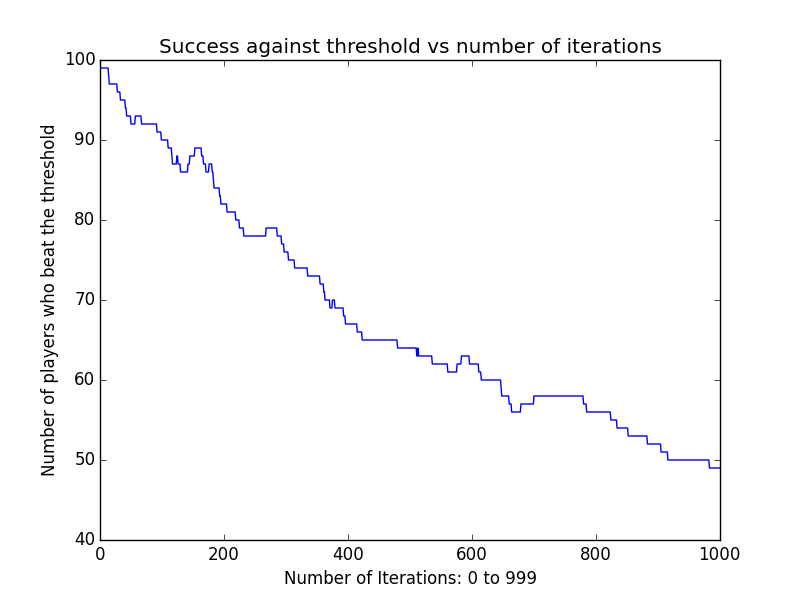 Success against threshold vs number of iterations
100
90
80
70
60
50
40
Number of players who beat the threshold
0 200 400 600 800 1000
Number of Iterations: 0 to 999